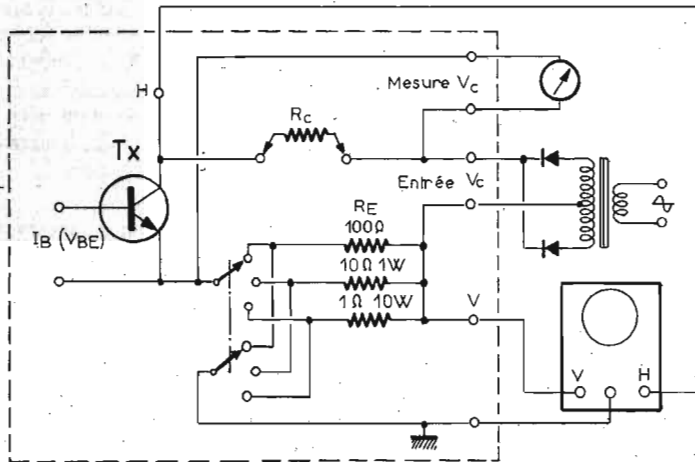 Mesure Vc
H
Rc
Tx
Entrée Vc
RE
100Ω
IB (VBE)
10Ω 1W
1Ω 10W
V
V
H